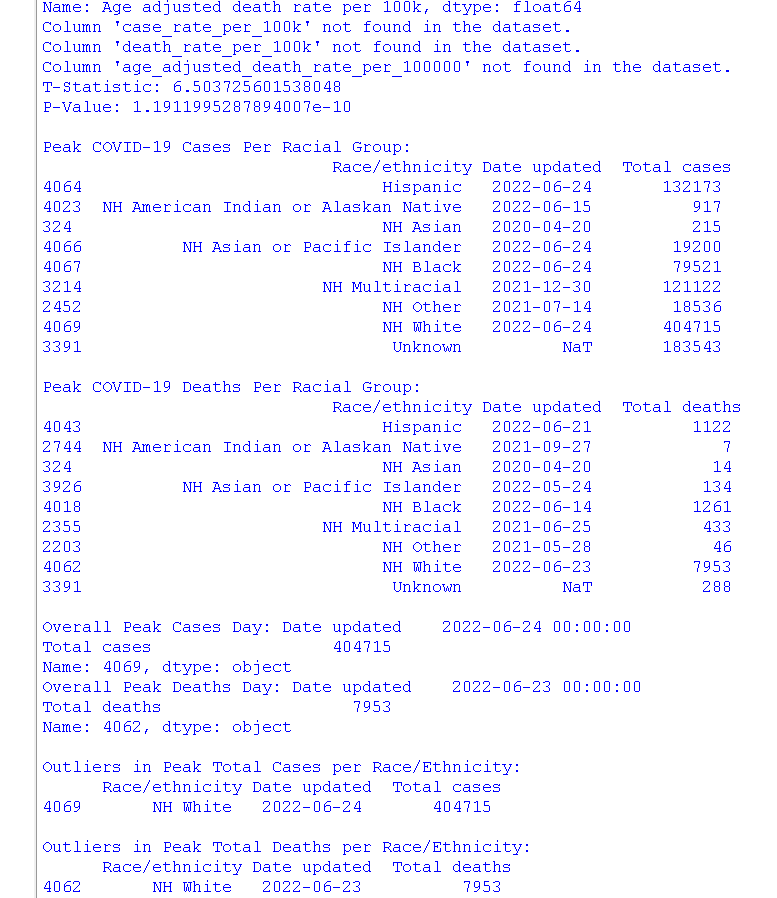 Name: Age adjusted death rate per 100k, dtype: float64
Column 'case_rate_per_100k' not found in the dataset.
Column 'death_rate_per_100k' not found in the dataset.
Column 'age_adjusted_death_rate_per_100000' not found in the dataset.
T-Statistic: 6.503725601538048
P-Value: 1.1911995287894007e-10
Peak COVID-19 Cases Per Racial Group:
Race/ethnicity Date updated  Total cases
4064                              Hispanic   2022-06-24       132173
4023  NH American Indian or Alaskan Native   2022-06-15          917
324                               NH Asian   2020-04-20          215
4066          NH Asian or Pacific Islander   2022-06-24        19200
4067                              NH Black   2022-06-24        79521
3214                        NH Multiracial   2021-12-30       121122
2452                              NH Other   2021-07-14        18536
4069                              NH White   2022-06-24       404715
3391                               Unknown          NaT       183543
Peak COVID-19 Deaths Per Racial Group:
Race/ethnicity Date updated  Total deaths
4043                              Hispanic   2022-06-21          1122
2744  NH American Indian or Alaskan Native   2021-09-27             7
324                               NH Asian   2020-04-20            14
3926          NH Asian or Pacific Islander   2022-05-24           134
4018                              NH Black   2022-06-14          1261
2355                        NH Multiracial   2021-06-25           433
2203                              NH Other   2021-05-28            46
4062                              NH White   2022-06-23          7953
3391                               Unknown          NaT           288
Overall Peak Cases Day: Date updated    2022-06-24 00:00:00
Total cases                  404715
Name: 4069, dtype: object
Overall Peak Deaths Day: Date updated    2022-06-23 00:00:00
Total deaths                   7953
Name: 4062, dtype: object
Outliers in Peak Total Cases per Race/Ethnicity:
Race/ethnicity Date updated  Total cases
4069       NH White   2022-06-24       404715
Outliers in Peak Total Deaths per Race/Ethnicity:
Race/ethnicity Date updated  Total deaths
4062       NH White   2022-06-23          7953